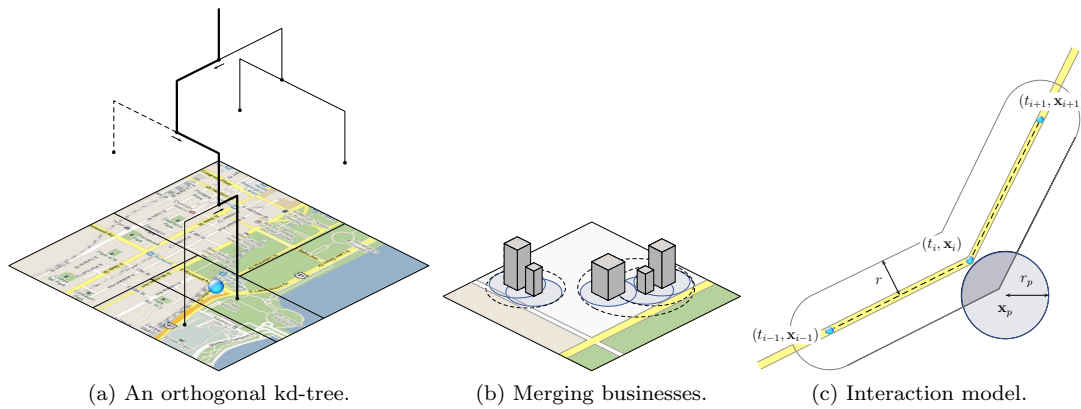 (t_{i+1}, x_{i+1}
(t_i, x_i)
r
r_p
x_p
(t_{i−1}, x_{i−1})
(a) An orthogonal kd-tree.
(b) Merging businesses.
(c) Interaction model.